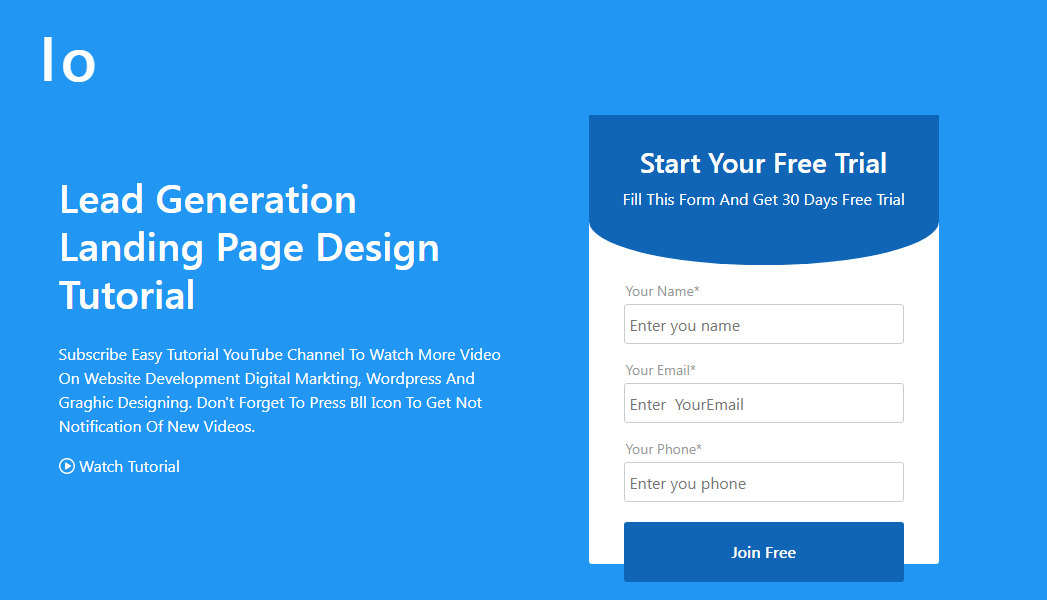 lo
Lead Generation
Landing Page Design
Tutorial
Subscribe Easy Tutorial YouTube Channel To Watch More Video
On Website Development Digital Markting, Wordpress And
Graghic Designing. Don't Forget To Press Bll Icon To Get Not
Notification Of New Videos.
Watch Tutorial
Start Your Free Trial
Fill This Form And Get 30 Days Free Trial
Your Name*
Enter you name
Your Email*
Enter  YourEmail
Your Phone*
Enter you phone
Join Free